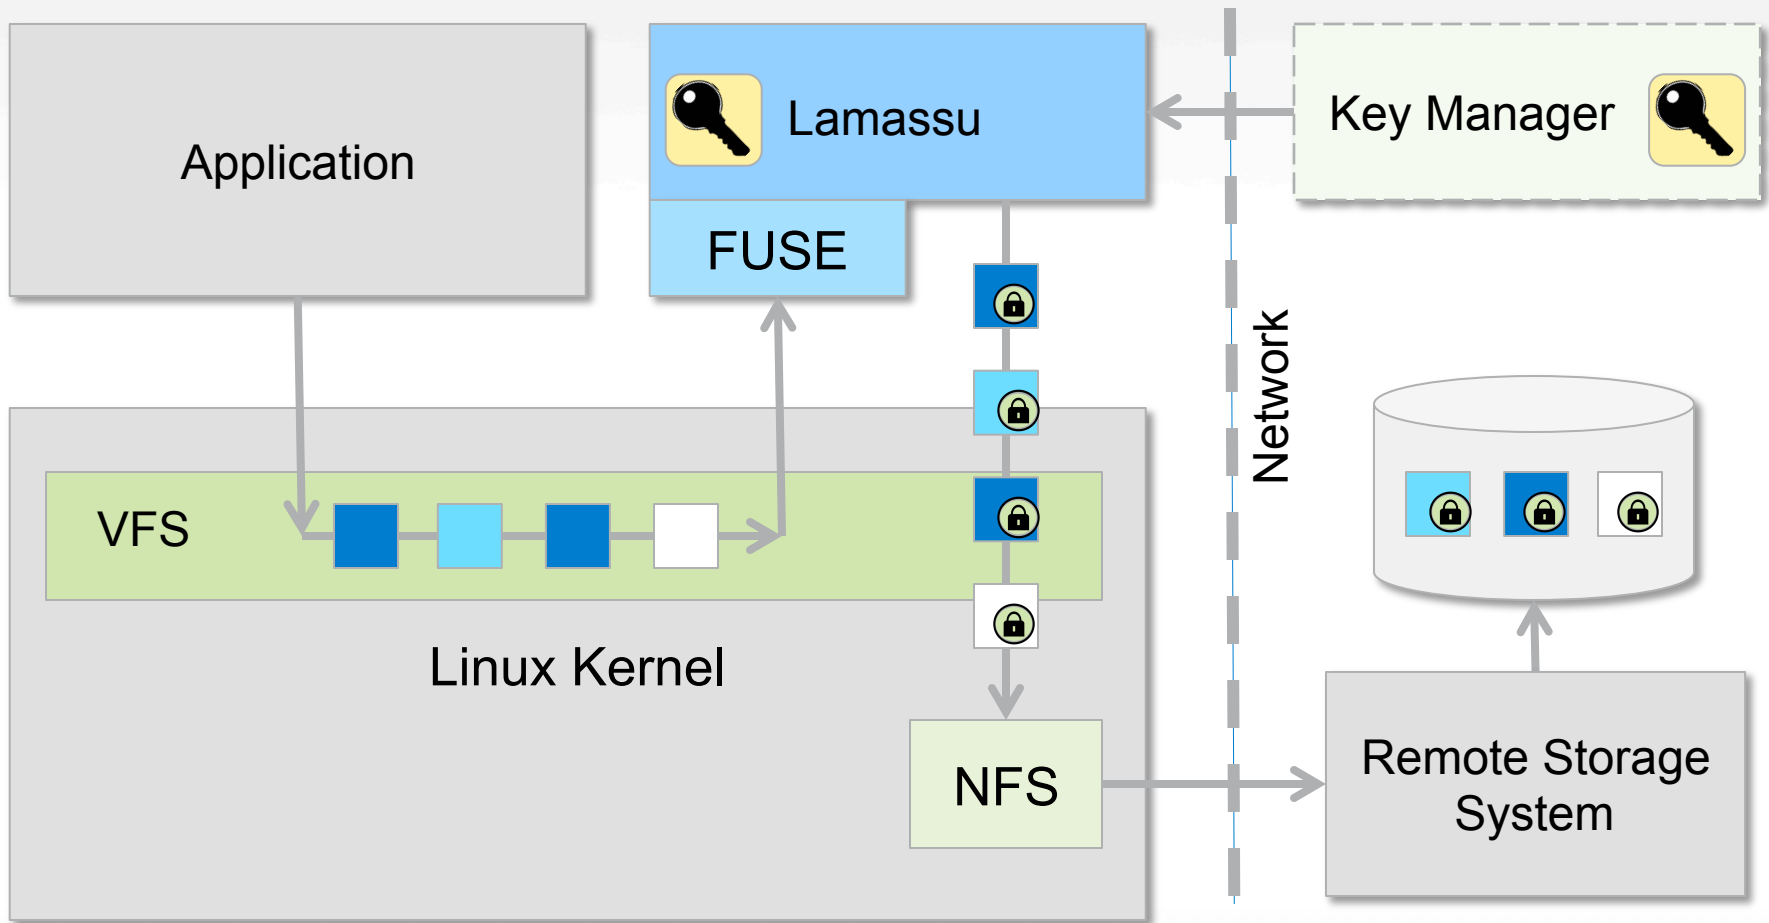 Application
Lamassu
Key Manager
FUSE
Network
VFS
Linux Kernel
NFS
Remote Storage
System